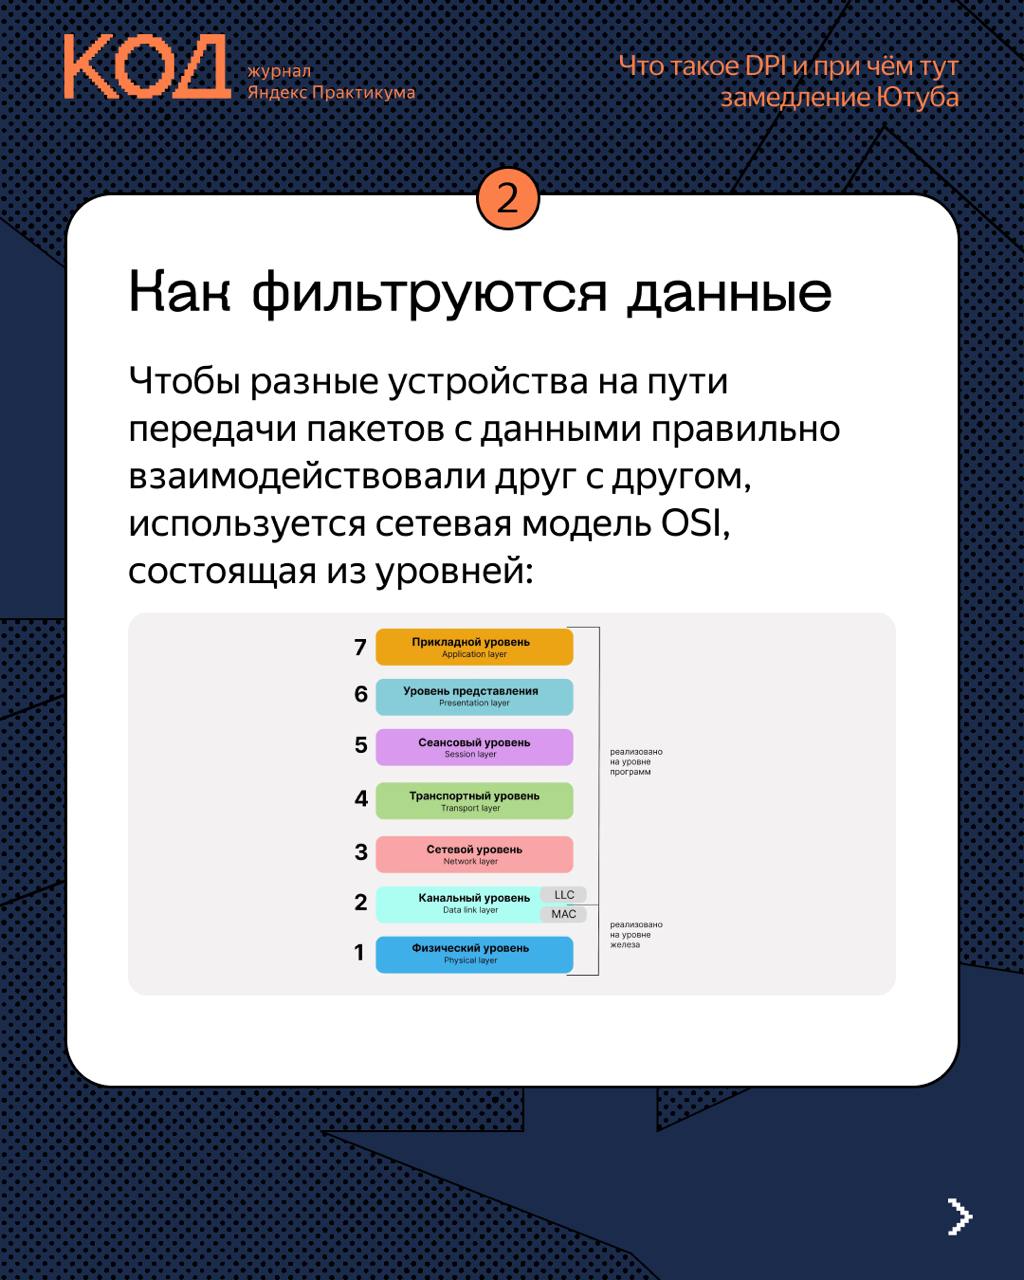 КОД
журнал
Яндекс Практикума
Что такое DPI и при чём тут
замедление Ютуба
2
Как фильтруются данные
Чтобы разные устройства на пути
передачи пакетов с данными правильно
взаимодействовали друг с другом,
используется сетевая модель OSI,
состоящая из уровней:
7
Прикладной уровень
Application layer
6
Уровень представления
Presentation layer
5
Сеансовый уровень
Session layer
реализовано
на уровне
программ
4
Транспортный уровень
Transport layer
3
Сетевой уровень
Network layer
2
Канальный уровень
Data link layer
LLC
MAC
реализовано
на уровне
железа
1
Физический уровень
Physical layer